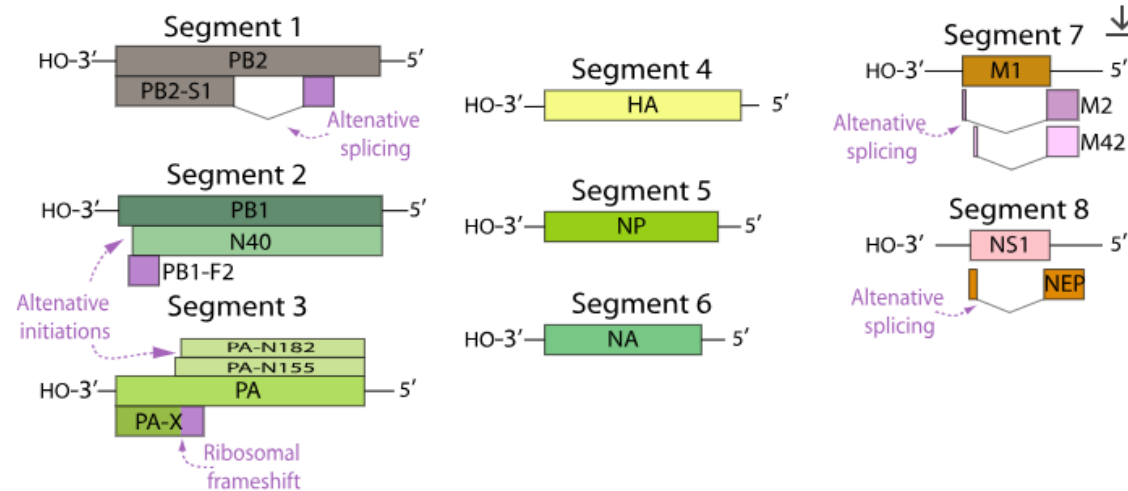 Segment 1
HO-3′ PB2 5′
PB2-S1
Altenative
splicing
Segment 2
HO-3′ PB1 5′
N40
PB1-F2
Altenative
initiations
Segment 3
PA-N182
PA-N155
HO-3′ PA 5′
PA-X
Ribosomal
frameshift
Segment 4
HO-3′ HA 5′
Segment 5
HO-3′ NP 5′
Segment 6
HO-3′ NA 5′
Segment 7
HO-3′ M1 5′
M2
Altenative
splicing
M42
Segment 8
HO-3′ NS1 5′
NEP
Altenative
splicing